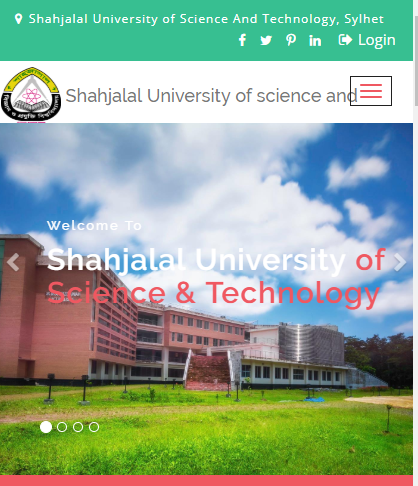 Shahjalal University of Science And Technology, Sylhet
Login
Shahjalal University of science and
Welcome To
Shahjalal University of
Science & Technology